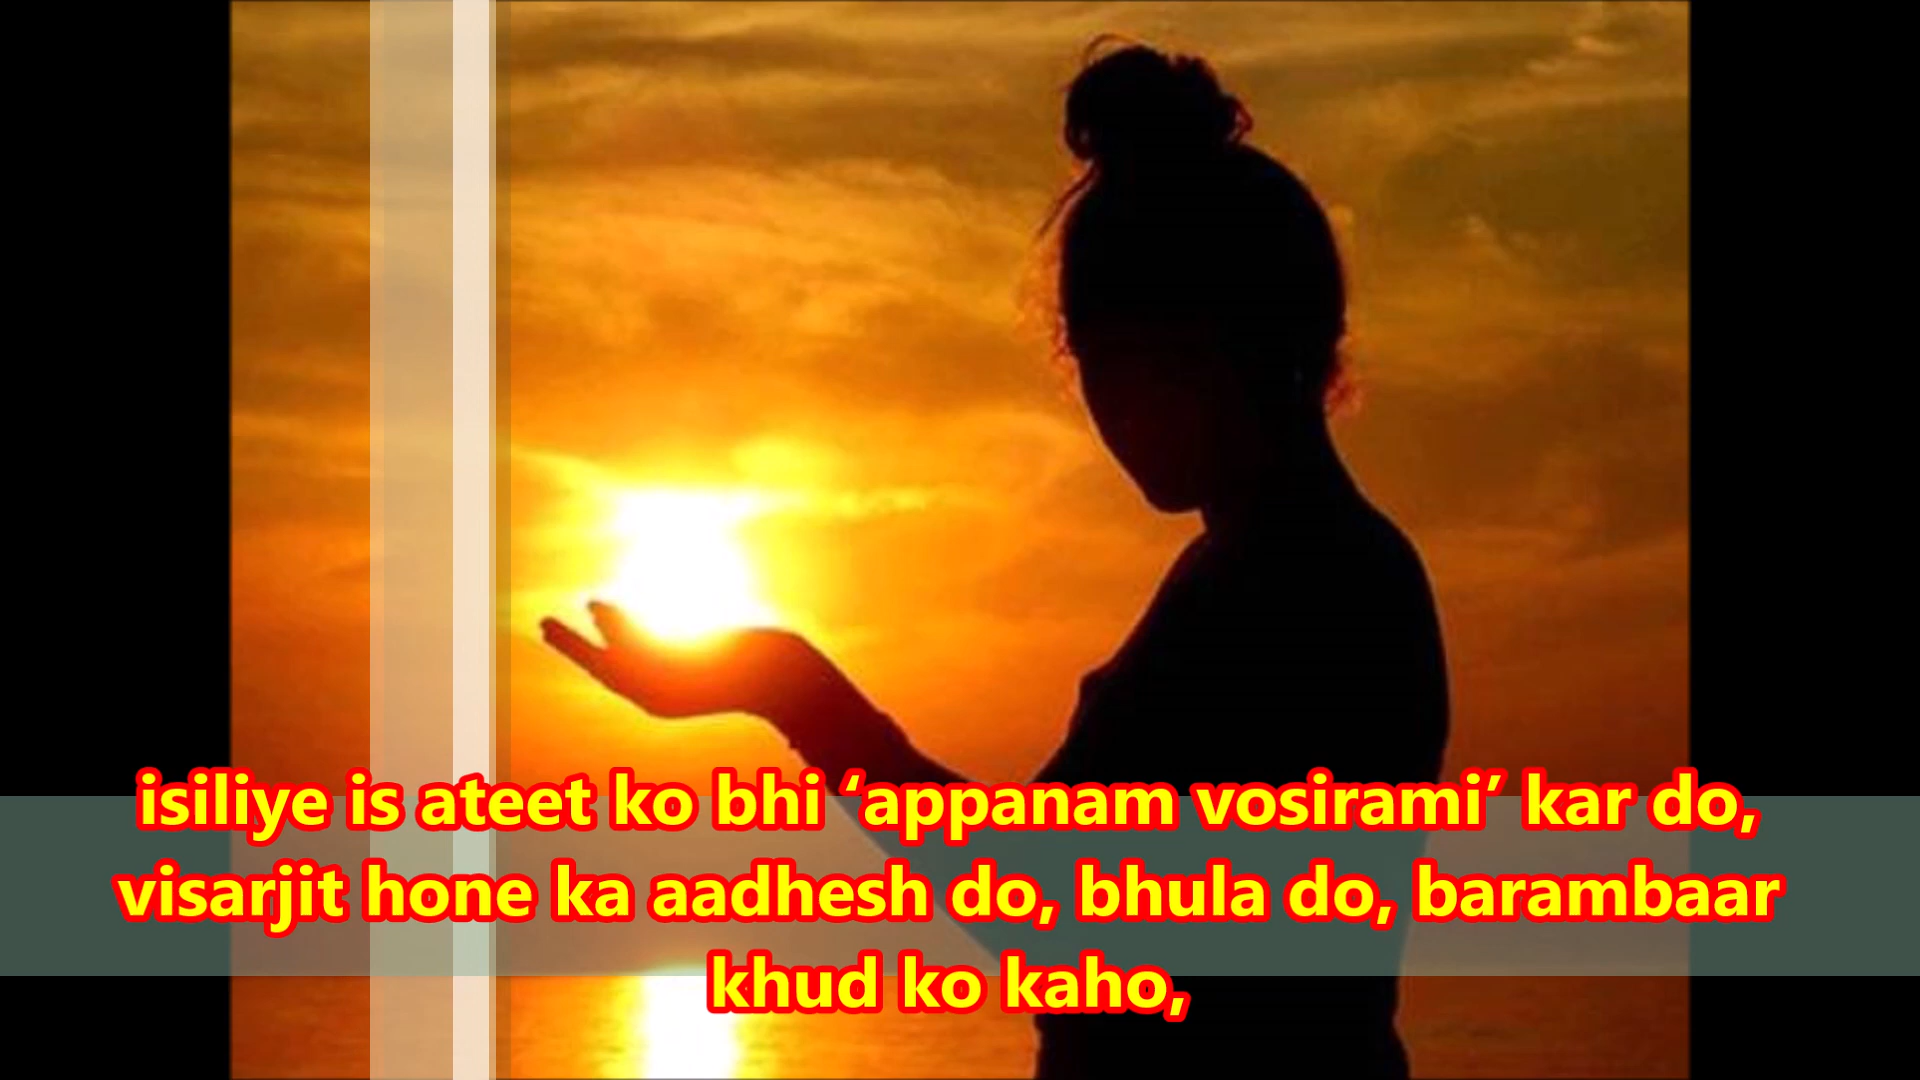 isiliye is ateet ko bhi ‘appanam vosirami’ kar do,
visarjit hone ka aadhesh do, bhula do, barambaar
khud ko kaho,